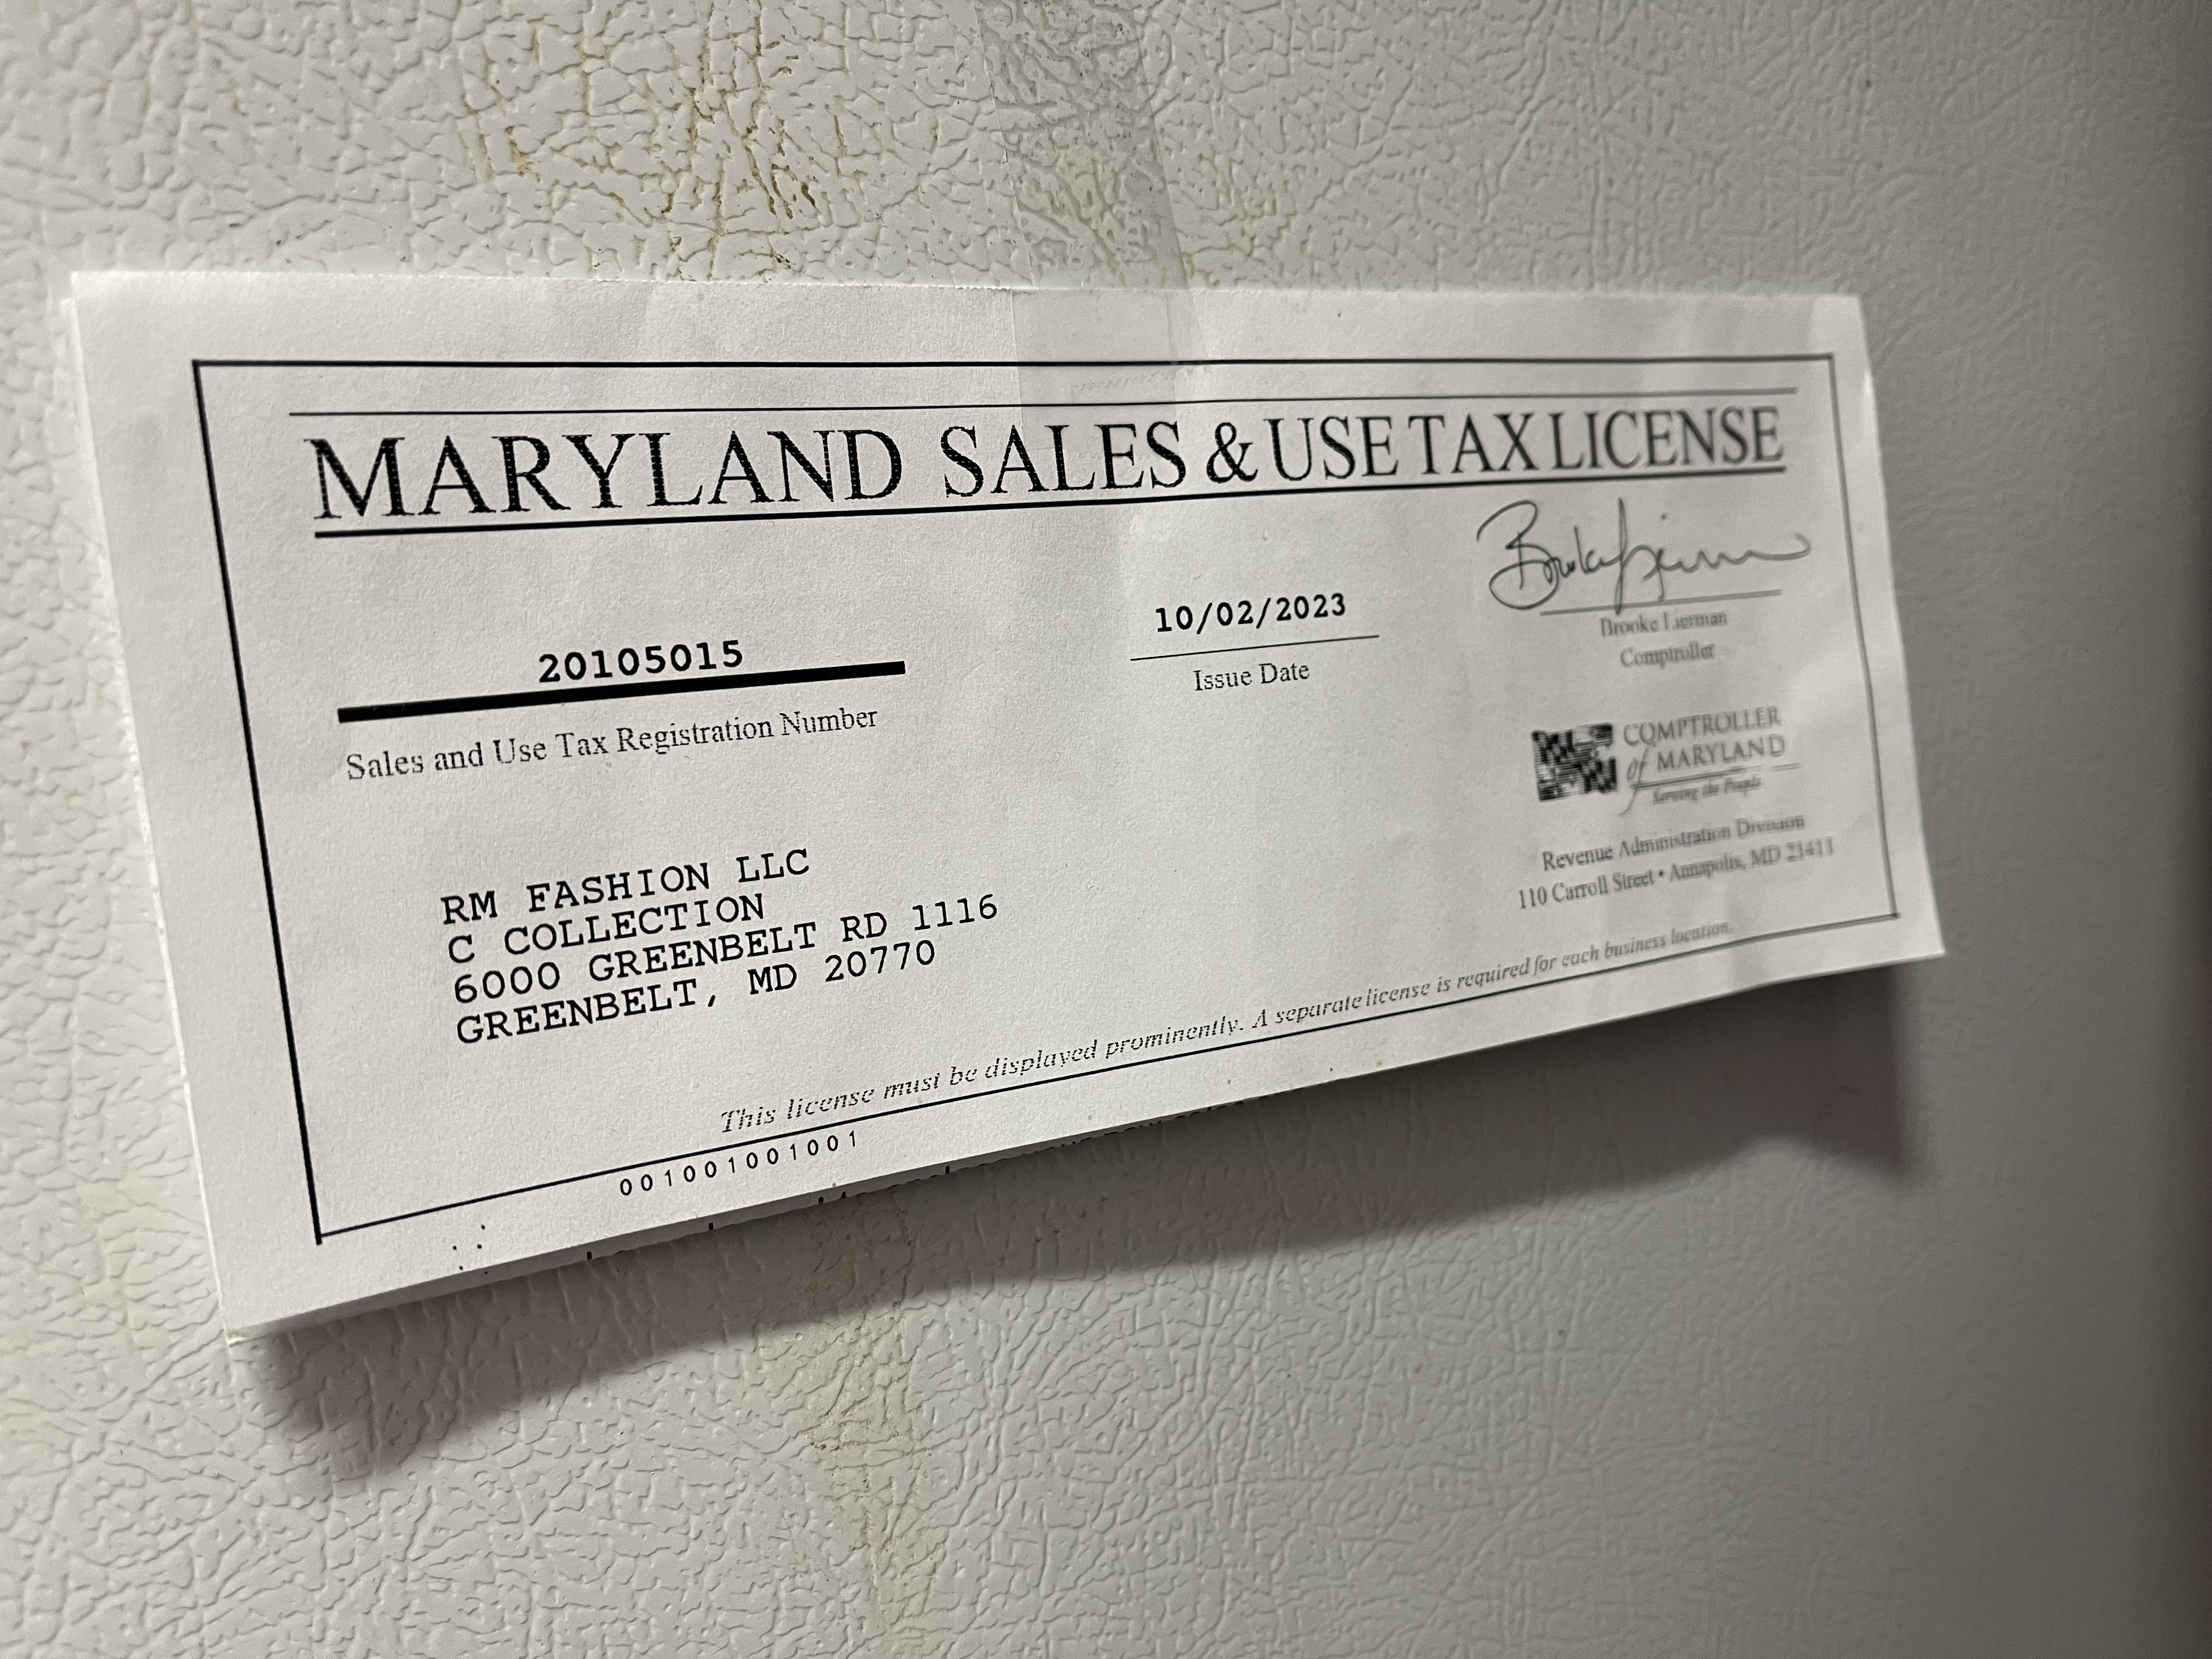 MARYLAND SALES & USE TAX LICENSE
20105015
Sales and Use Tax Registration Number
10/02/2023
Issue Date
Brooke Lierman
Brooke Lierman
Comptroller
COMPTROLLER
of MARYLAND
Serving the People
Revenue Administration Division
110 Carroll Street • Annapolis, MD 21411
RM FASHION LLC
C COLLECTION
6000 GREENBELT RD 1116
GREENBELT, MD 20770
This license must be displayed prominently. A separate license is required for each business location.
001001001001